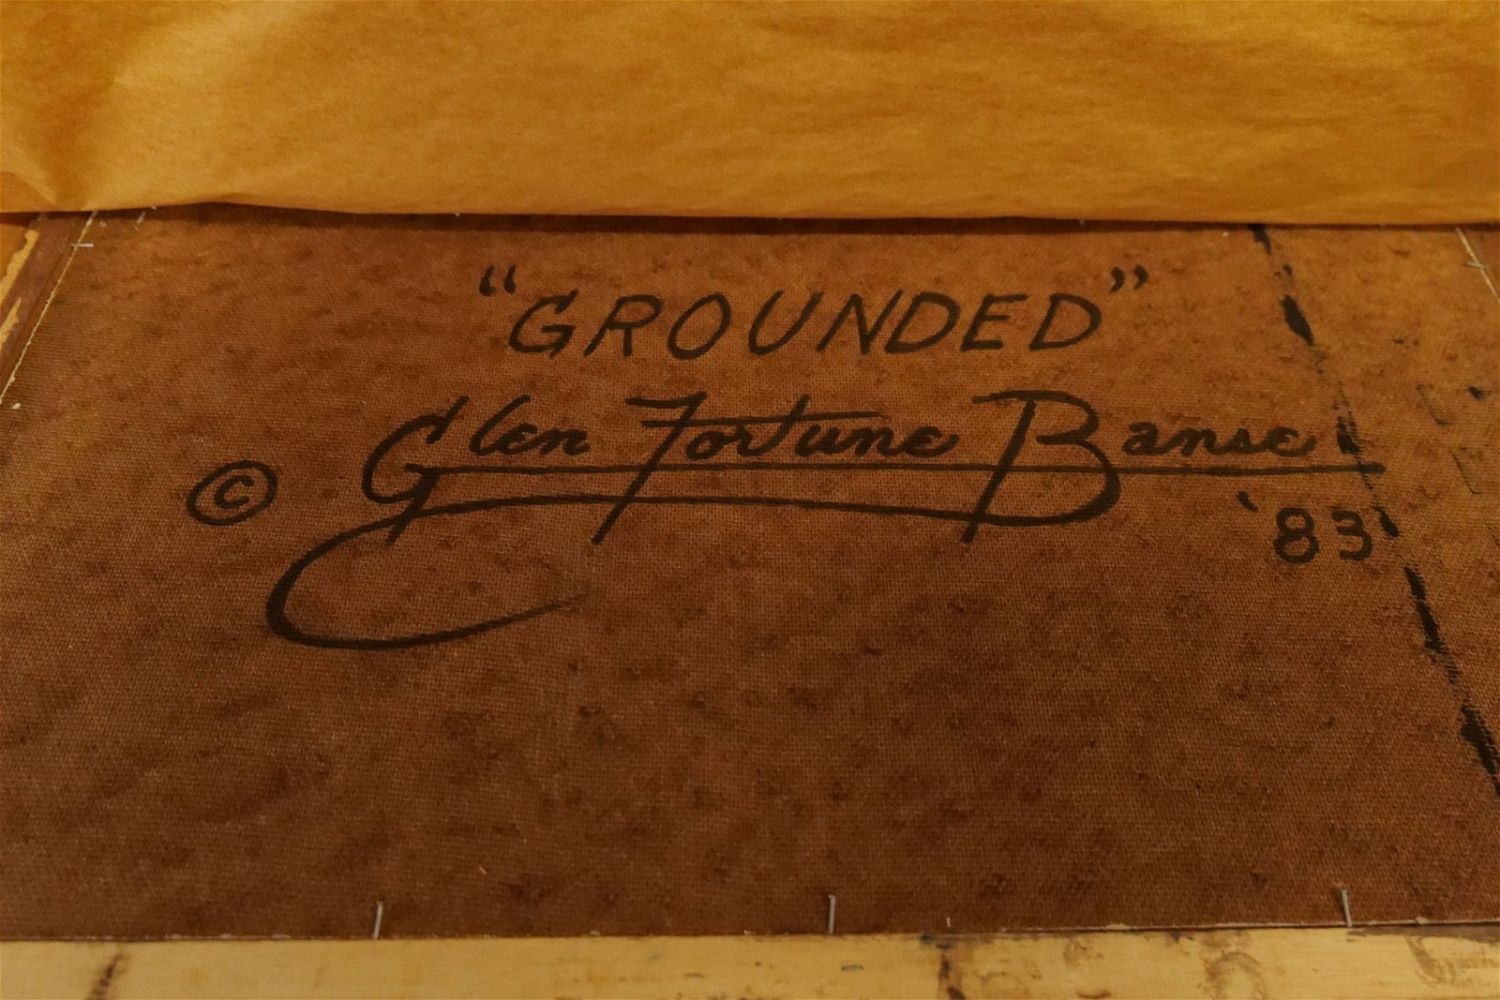 “GROUNDED”
© Glen Fortune Banse
'83